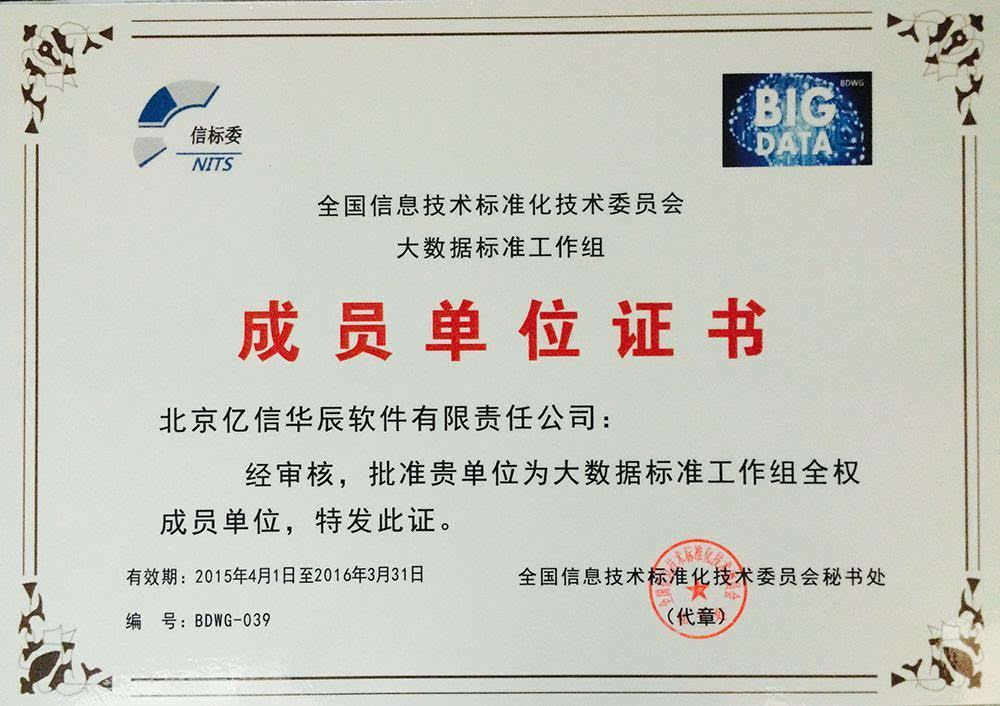 信标委
NITS
BDWG
BIG
DATA
全国信息技术标准化技术委员会
大数据标准工作组
成员单位证书
北京亿信华辰软件有限责任公司：
经审核，批准贵单位为大数据标准工作组全权
成员单位，特发此证。
有效期：2015年4月1日至2016年3月31日
全国信息技术标准化技术委员会秘书处
编 号：BDWG-039
（代章）